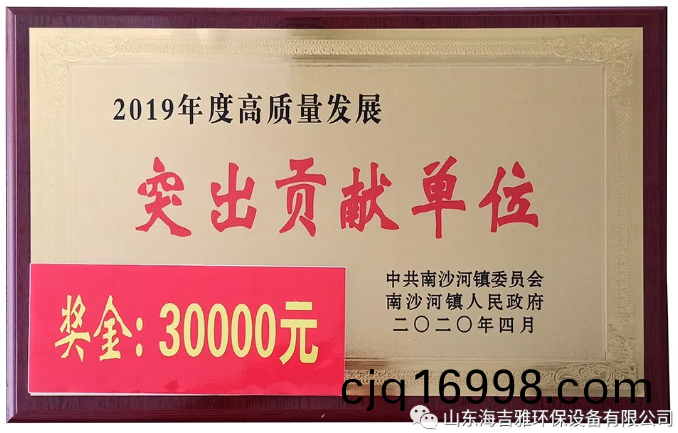 2019年度高质量发展
突出贡献单位
中共南沙河镇委员会
南沙河镇人民政府
二〇二〇年四月
奖金:30000元
cjq16998.com
山东海吉雅环保设备有限公司